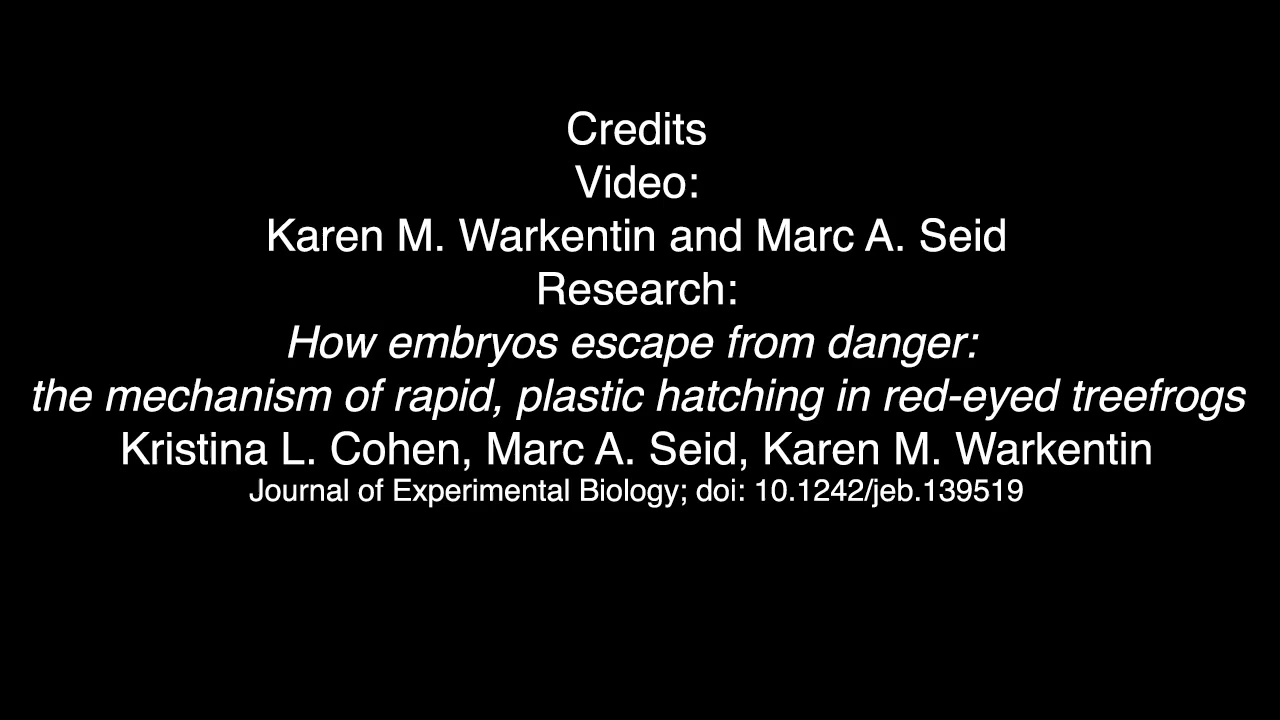 Credits
Video:
Karen M. Warkentin and Marc A. Seid
Research:
How embryos escape from danger:
the mechanism of rapid, plastic hatching in red-eyed treefrogs
Kristina L. Cohen, Marc A. Seid, Karen M. Warkentin
Journal of Experimental Biology; doi: 10.1242/jeb.139519